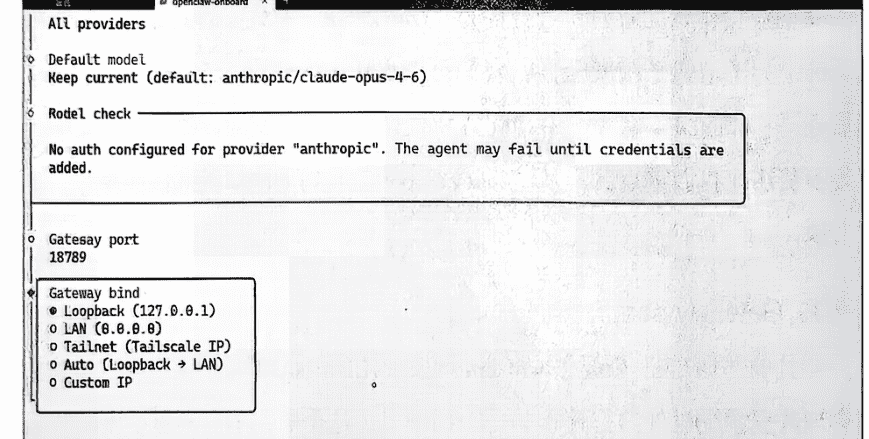 openclaw-onboard ×
All providers
Default model
Keep current (default: anthropic/claude-opus-4-6)
Rodel check
No auth configured for provider "anthropic". The agent may fail until credentials are
added.
Gatesay port
18789
Gateway bind
Loopback (127.0.0.1)
LAN (0.0.0.0)
Tailnet (Tailscale IP)
Auto (Loopback → LAN)
Custom IP